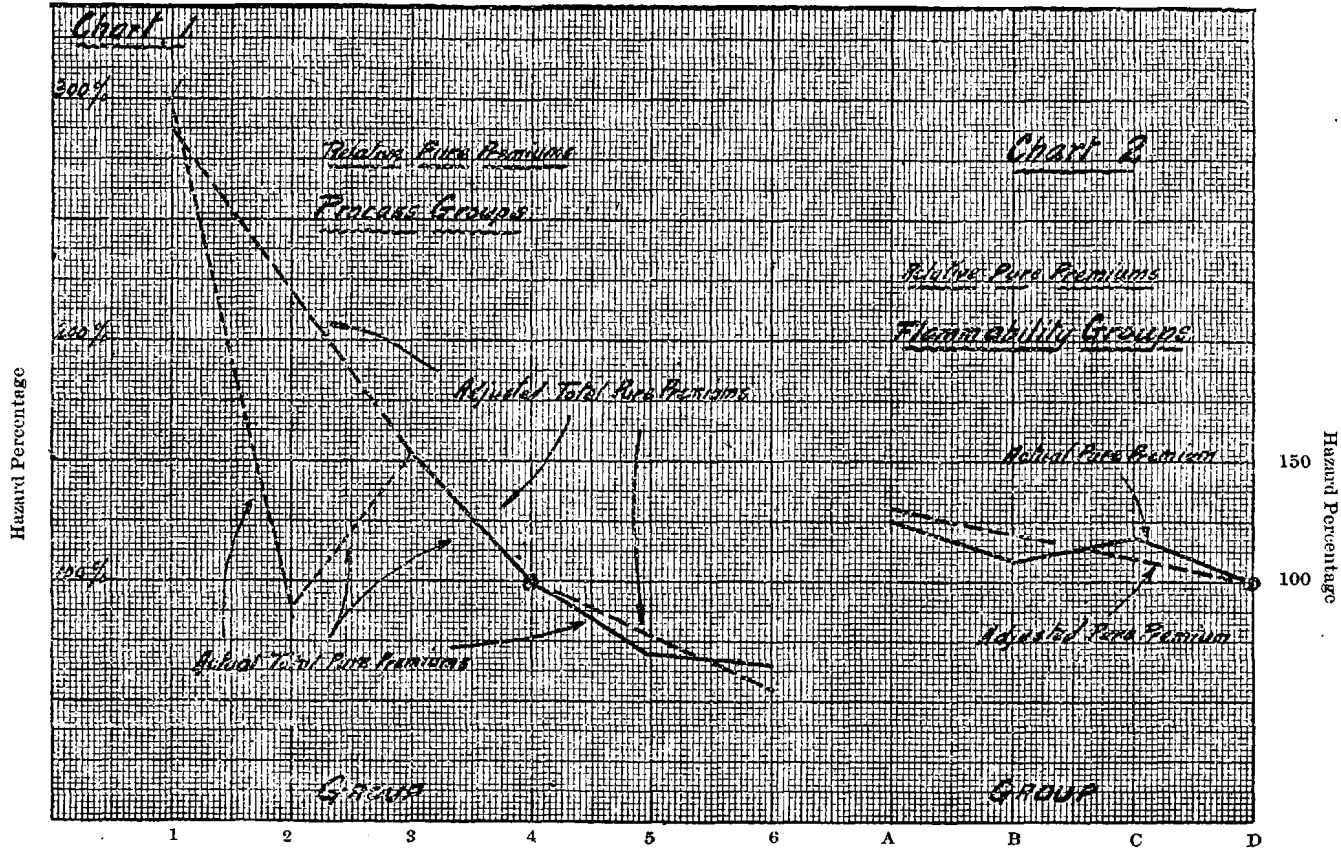 Chart 1
300%
Relative Pure Premiums
Process Groups
200%
Adjusted Total Pure Premiums
100%
Actual Total Pure Premiums
Group
1 2 3 4 5 6
Hazard Percentage
Chart 2
Relative Pure Premiums
Flammability Groups
Actual Pure Premium
150
100
Adjusted Pure Premium
Group
A B C D
Hazard Percentage